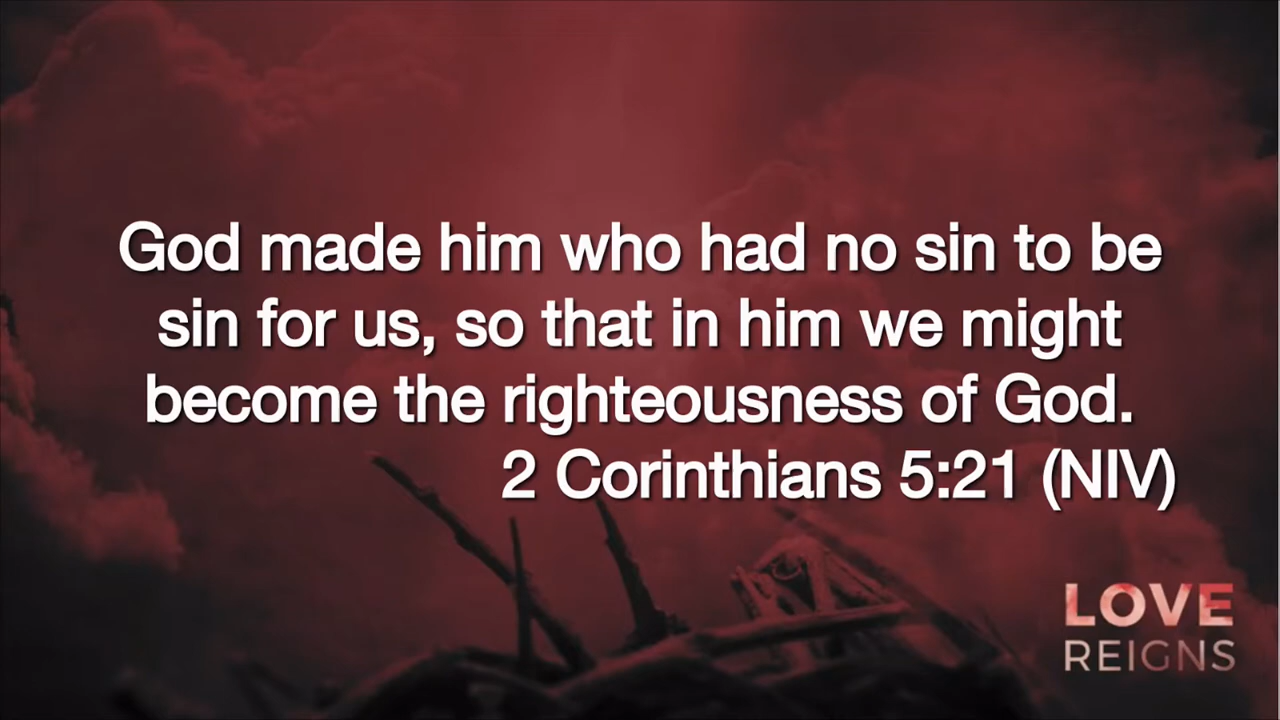 God made him who had no sin to be
sin for us, so that in him we might
become the righteousness of God.
2 Corinthians 5:21 (NIV)
LOVE
REIGNS